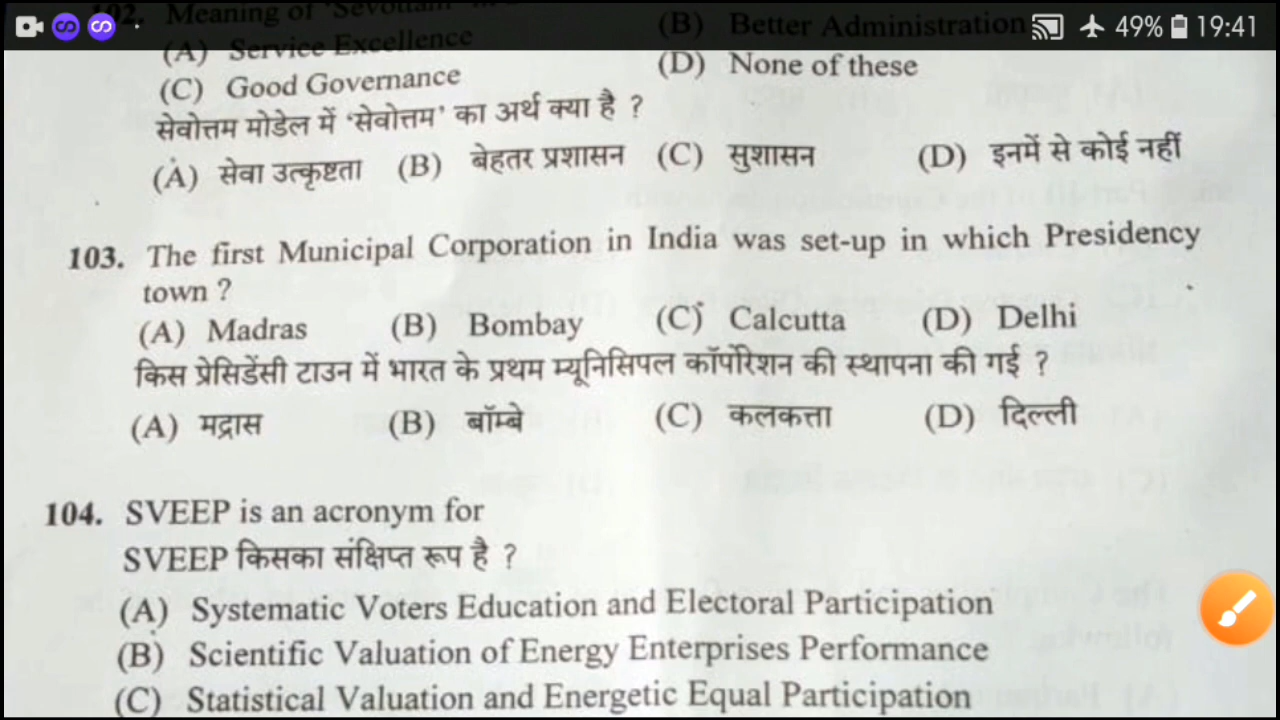 49% 19:41
102. Meaning of 'Sevottam'
(A) Service Excellence (B) Better Administration
(C) Good Governance (D) None of these
सेवोत्तम मोडेल में 'सेवोत्तम' का अर्थ क्या है ?
(A) सेवा उत्कृष्टता (B) बेहतर प्रशासन (C) सुशासन (D) इनमें से कोई नहीं
103. The first Municipal Corporation in India was set-up in which Presidency
town ?
(A) Madras (B) Bombay (C) Calcutta (D) Delhi
किस प्रेसिडेंसी टाउन में भारत के प्रथम म्यूनिसिपल कॉर्पोरेशन की स्थापना की गई ?
(A) मद्रास (B) बॉम्बे (C) कलकत्ता (D) दिल्ली
104. SVEEP is an acronym for
SVEEP किसका संक्षिप्त रूप है ?
(A) Systematic Voters Education and Electoral Participation
(B) Scientific Valuation of Energy Enterprises Performance
(C) Statistical Valuation and Energetic Equal Participation